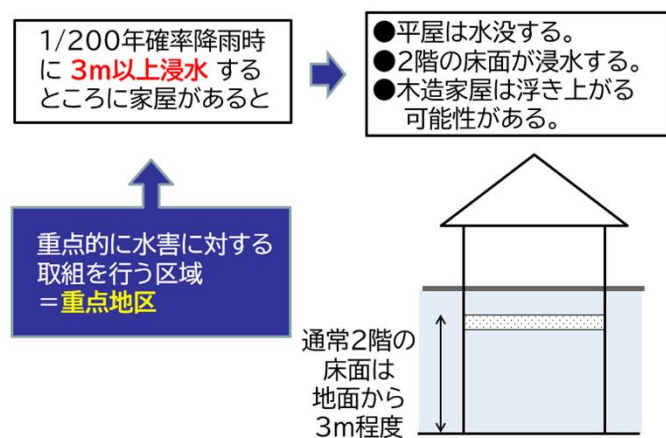 1/200年確率降雨時
に 3m以上浸水 する
ところに家屋があると
●平屋は水没する。
●2階の床面が浸水する。
●木造家屋は浮き上がる
可能性がある。
重点的に水害に対する
取組を行う区域
＝重点地区
通常2階の
床面は
地面から
3m程度